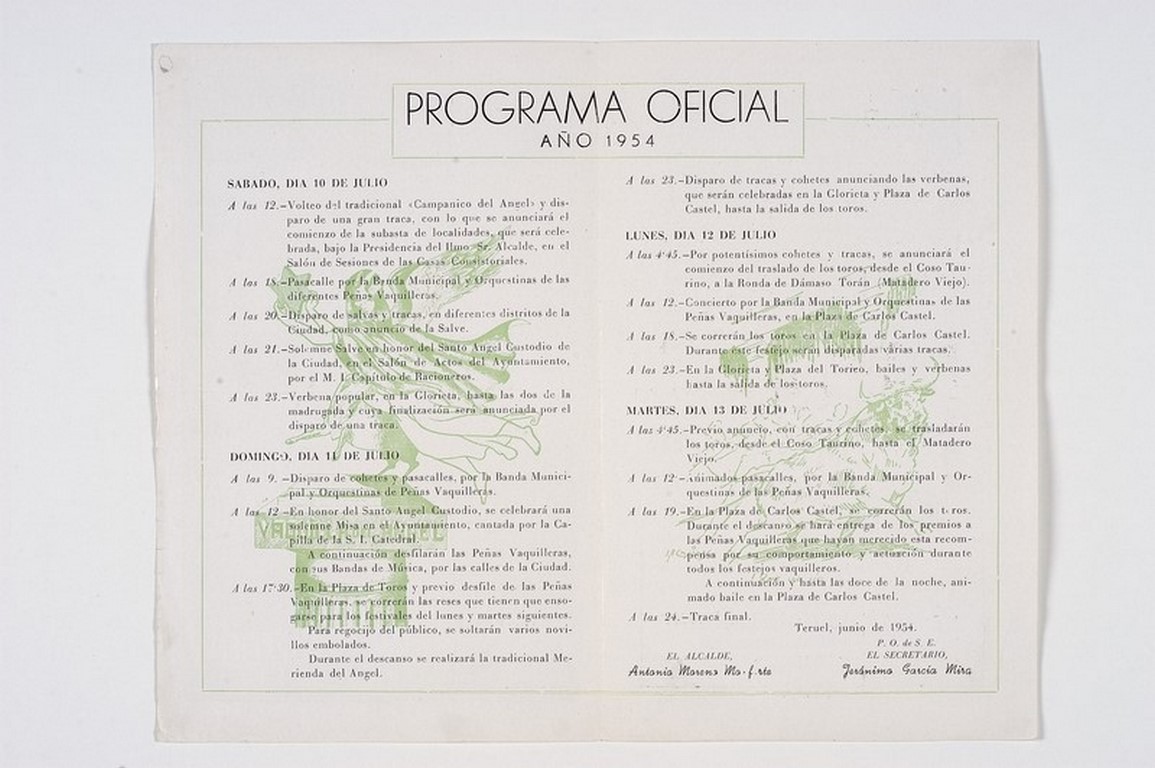 PROGRAMA OFICIAL
AÑO 1954
SABADO, DIA 10 DE JULIO
A las 12.–Volteo del tradicional «Campanico del Angel» y dis-
paro de una gran traca, con lo que se anunciará el
comienzo de la subasta de localidades, que será cele-
brada, bajo la Presidencia del Ilmo. Sr. Alcalde, en el
Salón de Sesiones de las Casas Consistoriales.
A las 18.–Pasacalle por la Banda Municipal y Orquestinas de las
diferentes Peñas Vaquilleras.
A las 20.–Disparo de salvas y tracas, en diferentes distritos de la
Ciudad, como anuncio de la Salve.
A las 21.–Solemne Salve en honor del Santo Angel Custodio de
la Ciudad, en el Salón de Actos del Ayuntamiento,
por el M. I. Capítulo de Racioneros.
A las 23.–Verbena popular, en la Glorieta, hasta las dos de la
madrugada y cuya finalización será anunciada por el
disparo de una traca.
DOMINGO, DIA 11 DE JULIO
A las 9.–Disparo de cohetes y pasacalles, por la Banda Munici-
pal y Orquestinas de Peñas Vaquilleras.
A las 12–En honor del Santo Angel Custodio, se celebrará una
solemne Misa en el Ayuntamiento, cantada por la Ca-
pilla de la S. I. Catedral.
A continuación desfilarán las Peñas Vaquilleras,
con sus Bandas de Música, por las calles de la Ciudad.
A las 17'30.–En la Plaza de Toros y previo desfile de las Peñas
Vaquilleras, se correrán las reses que tienen que enso-
garse para los festivales del lunes y martes siguientes.
Para regocijo del público, se soltarán varios novi-
llos embolados.
Durante el descanso se realizará la tradicional Me-
rienda del Angel.
A las 23.–Disparo de tracas y cohetes anunciando las verbenas,
que serán celebradas en la Glorieta y Plaza de Carlos
Castel, hasta la salida de los toros.
LUNES, DIA 12 DE JULIO
A las 4'45.–Por potentísimos cohetes y tracas, se anunciará el
comienzo del traslado de los toros, desde el Coso Tau-
rino, a la Ronda de Dámaso Torán (Matadero Viejo).
A las 12.–Concierto por la Banda Municipal y Orquestinas de las
Peñas Vaquilleras, en la Plaza de Carlos Castel.
A las 18.–Se correrán los toros en la Plaza de Carlos Castel.
Durante este festejo serán disparadas varias tracas.
A las 23.–En la Glorieta y Plaza del Torico, bailes y verbenas
hasta la salida de los toros.
MARTES, DIA 13 DE JULIO
A las 4'45.–Previo anuncio, con tracas y cohetes, se trasladarán
los toros, desde el Coso Taurino, hasta el Matadero
Viejo.
A las 12–Animados pasacalles, por la Banda Municipal y Or-
questinas de las Peñas Vaquilleras.
A las 19.–En la Plaza de Carlos Castel, se correrán los toros.
Durante el descanso se hará entrega de los premios a
las Peñas Vaquilleras que hayan merecido esta recom-
pensa por su comportamiento y actuación durante
todos los festejos vaquilleros.
A continuación y hasta las doce de la noche, ani-
mado baile en la Plaza de Carlos Castel.
A las 24.–Traca final.
Teruel, junio de 1954.
P. O. de S. E.
EL ALCALDE, EL SECRETARIO,
Antonio Moreno Jerónimo García Mira